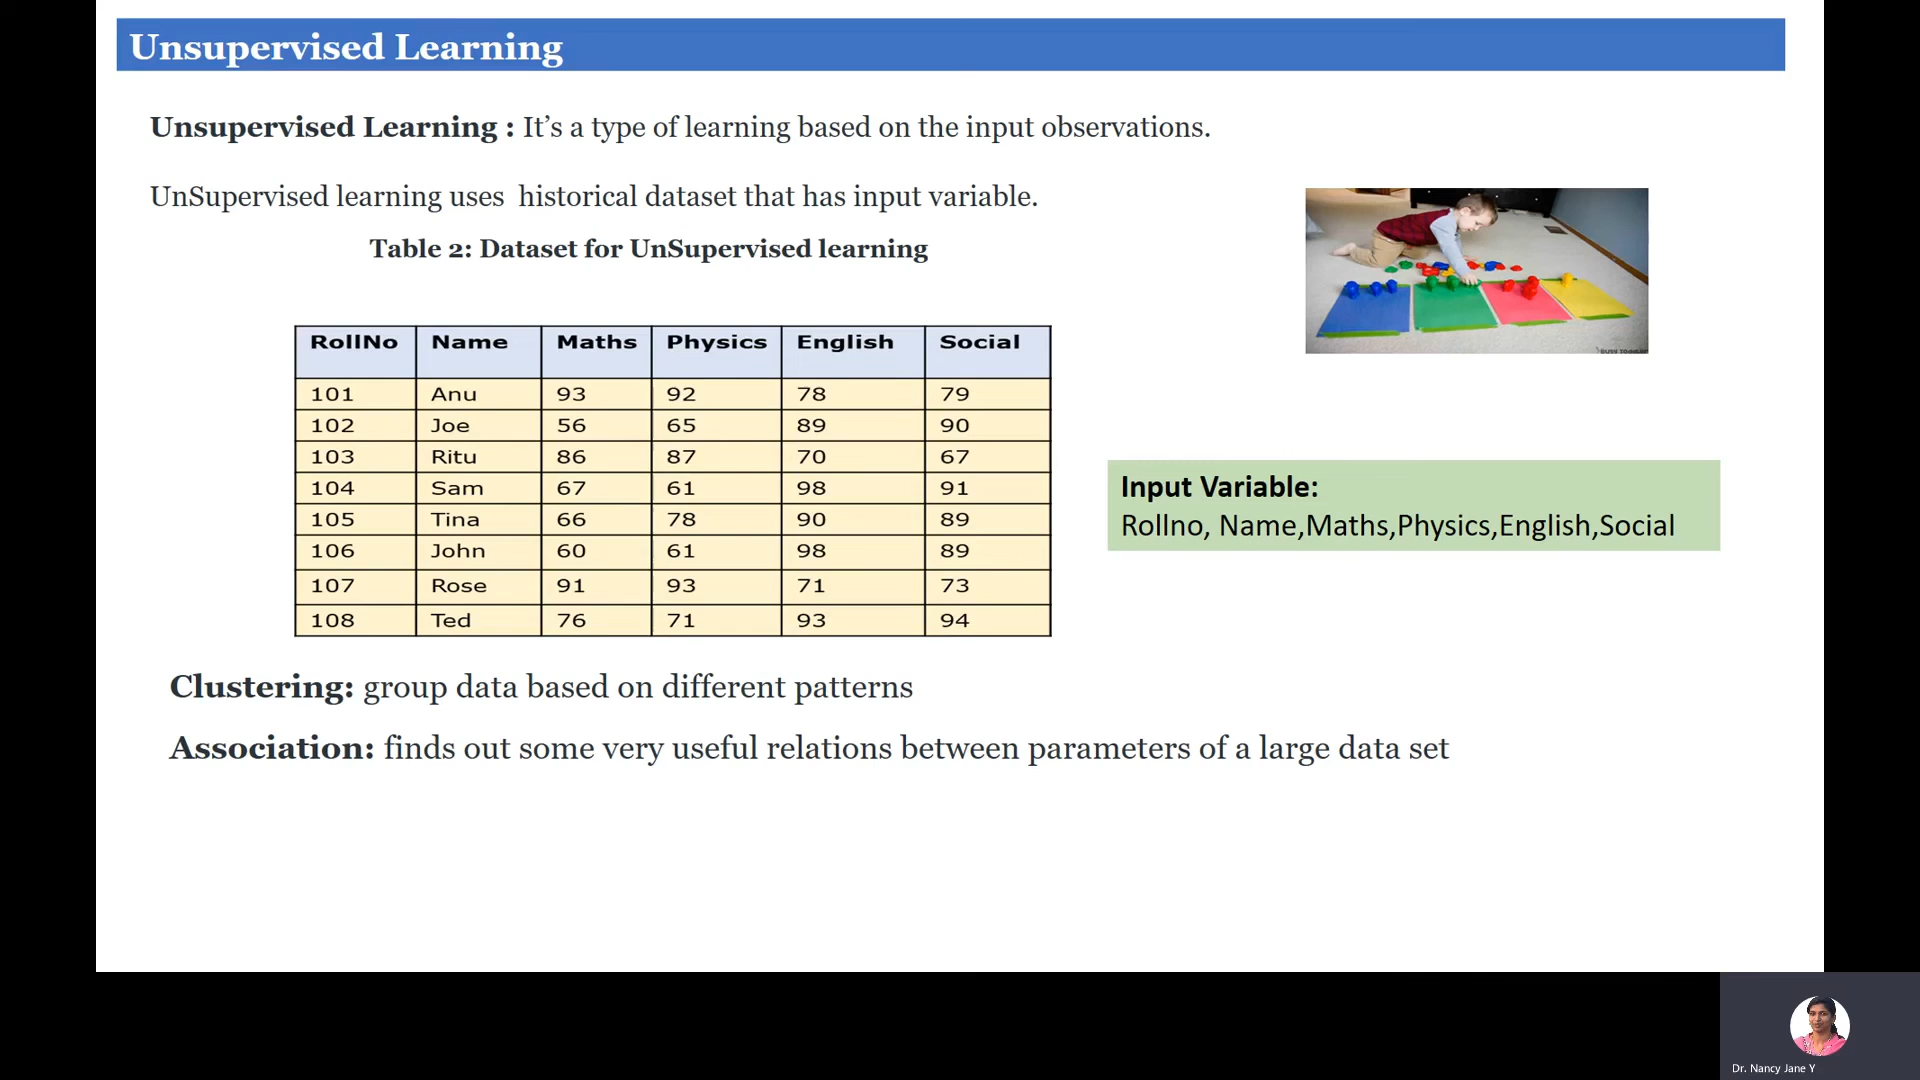 Unsupervised Learning
Unsupervised Learning : It’s a type of learning based on the input observations.
UnSupervised learning uses  historical dataset that has input variable.
Table 2: Dataset for UnSupervised learning
RollNo Name Maths Physics English Social
101 Anu 93 92 78 79
102 Joe 56 65 89 90
103 Ritu 86 87 70 67
104 Sam 67 61 98 91
105 Tina 66 78 90 89
106 John 60 61 98 89
107 Rose 91 93 71 73
108 Ted 76 71 93 94
Input Variable:
Rollno, Name,Maths,Physics,English,Social
Clustering: group data based on different patterns
Association: finds out some very useful relations between parameters of a large data set
Dr. Nancy Jane Y